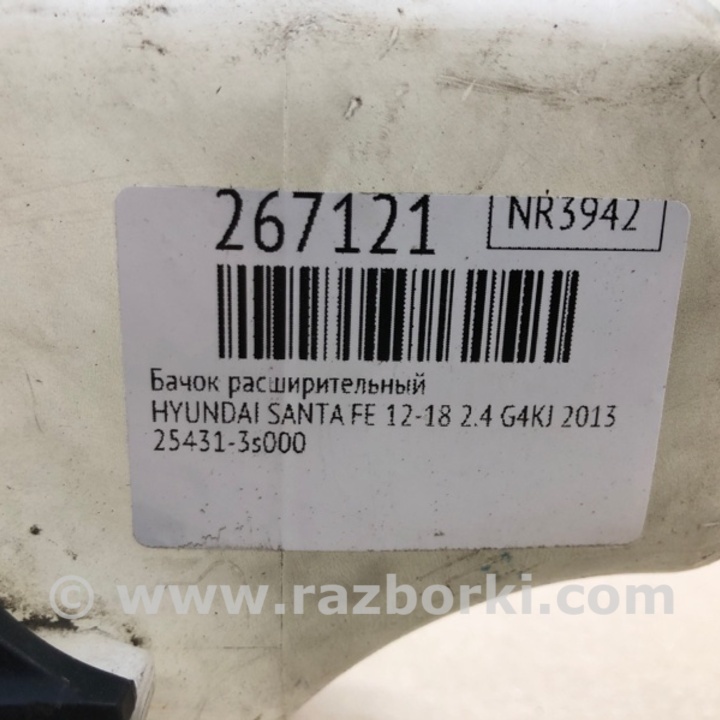 267121
NR3942
Бачок расширительный
HYUNDAI SANTA FE 12-18 2.4 G4KJ 2013
25431-3s000
© www.razborki.com